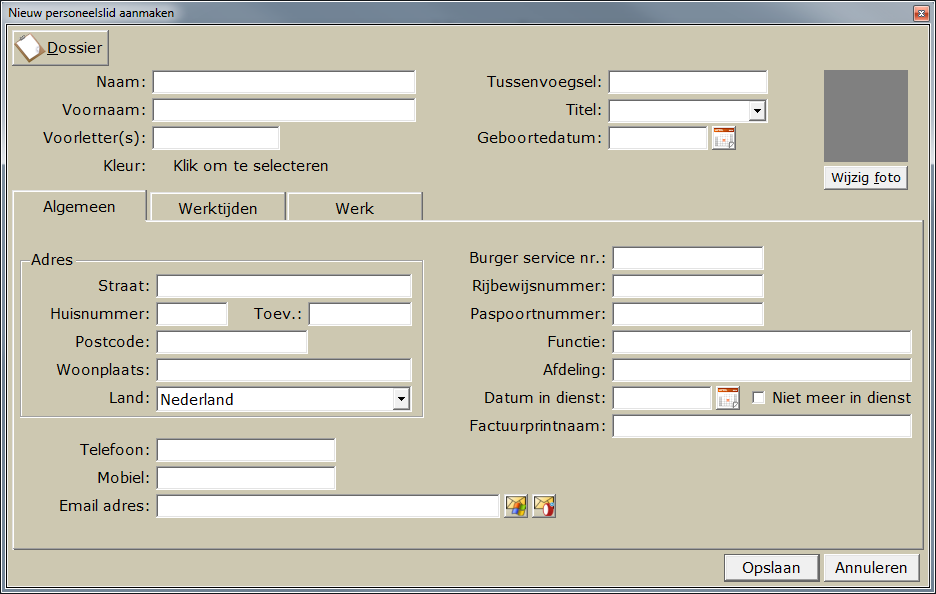 Nieuw personeelslid aanmaken
Dossier
Naam:
Tussenvoegsel:
Voornaam:
Titel:
Voorletter(s):
Geboortedatum:
Kleur: Klik om te selecteren
Wijzig foto
Algemeen Werktijden Werk
Adres
Straat:
Huisnummer: Toev.:
Postcode:
Woonplaats:
Land: Nederland
Telefoon:
Mobiel:
Email adres:
Burger service nr.:
Rijbewijsnummer:
Paspoortnummer:
Functie:
Afdeling:
Datum in dienst: Niet meer in dienst
Factuurprintnaam:
Opslaan Annuleren